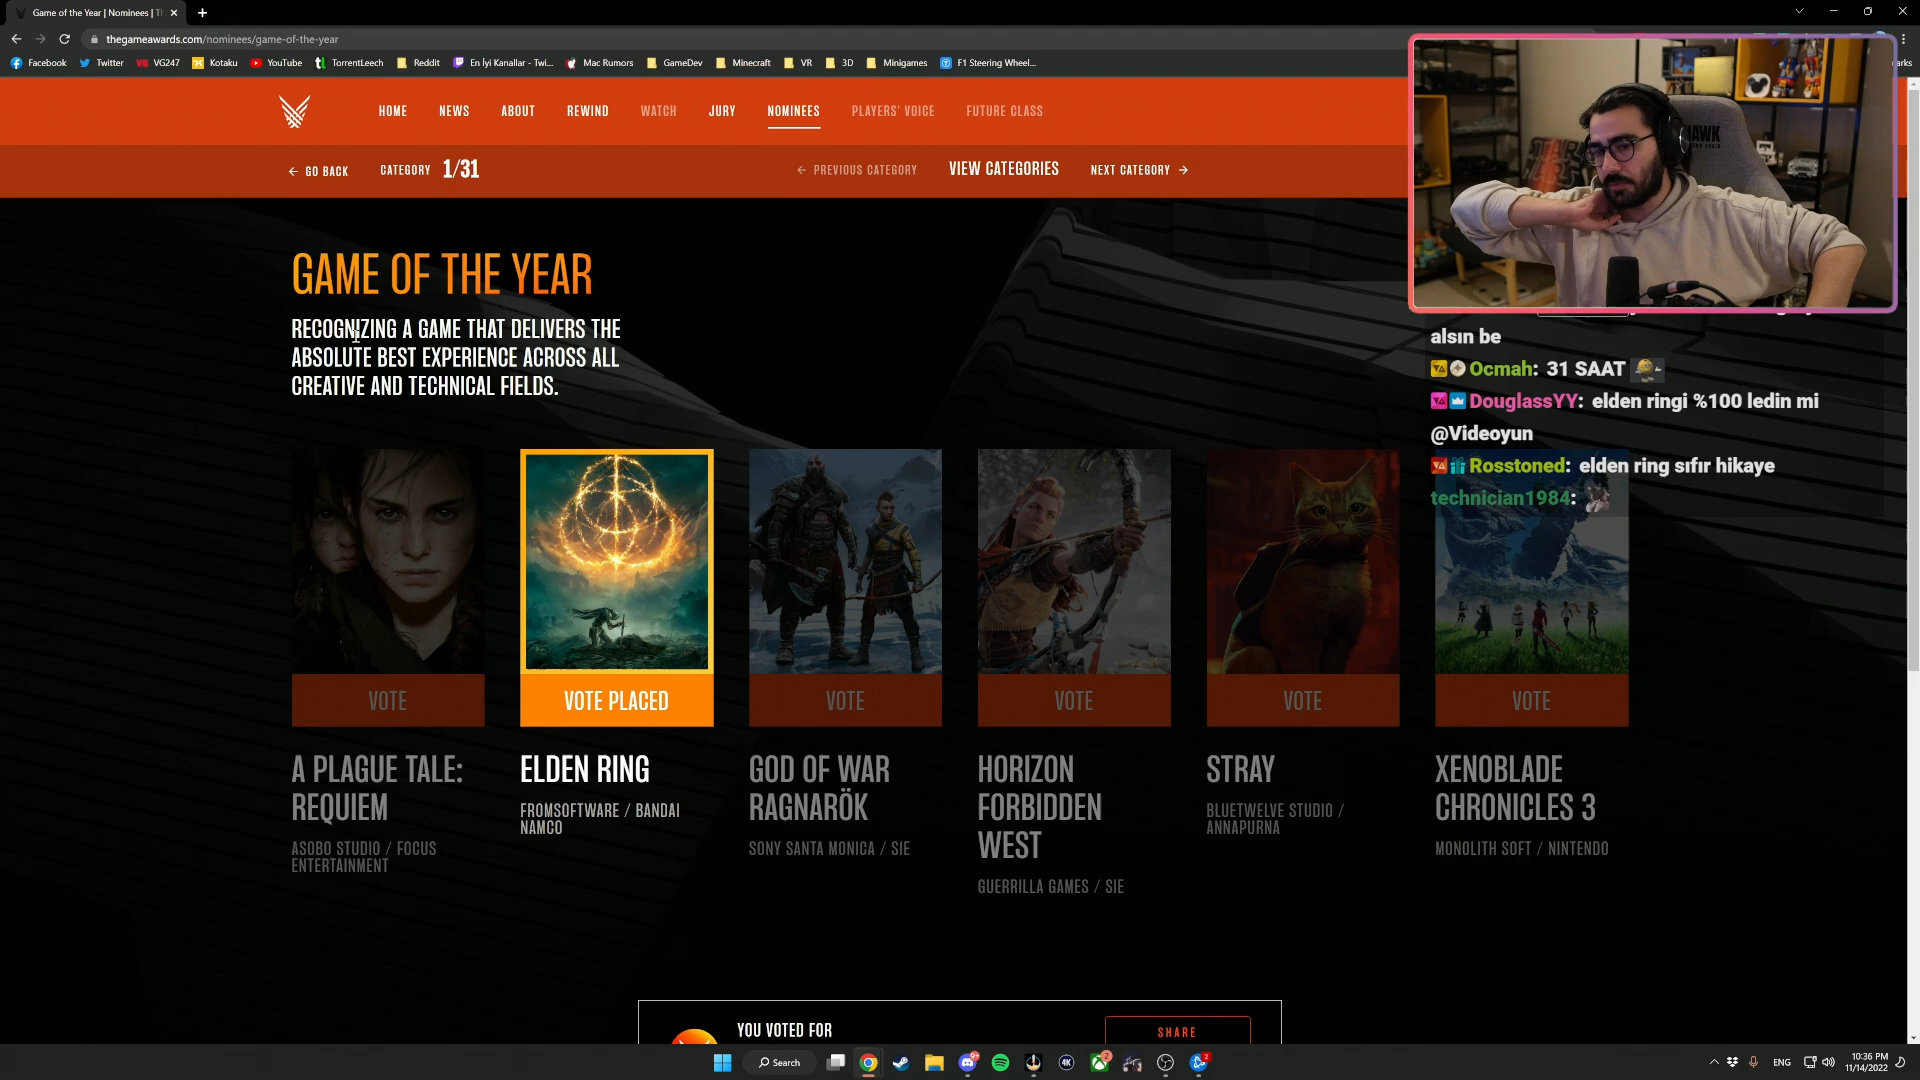 Game of the Year | Nominees |
thegameawards.com/nominees/game-of-the-year
Facebook Twitter VG247 Kotaku YouTube TorrentLeech Reddit En İyi Kanallar - Twi... Mac Rumors GameDev Minecraft VR 3D Minigames F1 Steering Wheel...
HOME NEWS ABOUT REWIND WATCH JURY NOMINEES PLAYERS' VOICE FUTURE CLASS
← GO BACK CATEGORY 1/31 ← PREVIOUS CATEGORY VIEW CATEGORIES NEXT CATEGORY →
GAME OF THE YEAR
RECOGNIZING A GAME THAT DELIVERS THE
ABSOLUTE BEST EXPERIENCE ACROSS ALL
CREATIVE AND TECHNICAL FIELDS.
alsın be
Ocmah: 31 SAAT
DouglassYY: elden ringi %100 ledin mi
@Videoyun
Rosstoned: elden ring sıfır hikaye
technician1984:
VOTE VOTE PLACED VOTE VOTE VOTE VOTE
A PLAGUE TALE:
REQUIEM
ASOBO STUDIO / FOCUS
ENTERTAINMENT
ELDEN RING
FROMSOFTWARE / BANDAI
NAMCO
GOD OF WAR
RAGNARÖK
SONY SANTA MONICA / SIE
HORIZON
FORBIDDEN
WEST
GUERRILLA GAMES / SIE
STRAY
BLUETWELVE STUDIO /
ANNAPURNA
XENOBLADE
CHRONICLES 3
MONOLITH SOFT / NINTENDO
YOU VOTED FOR
SHARE
Search
ENG
10:36 PM
11/14/2022